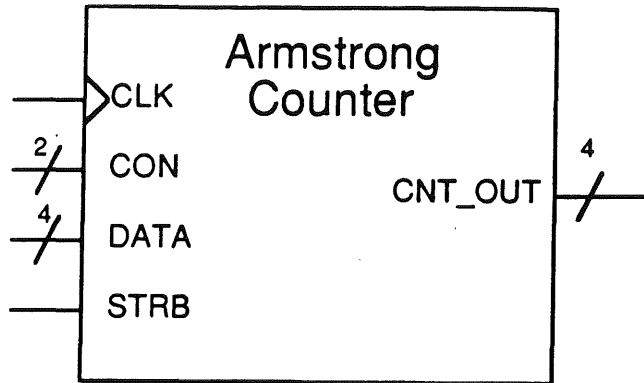 Armstrong
Counter
CLK
2
CON
4
CNT_OUT
4
DATA
STRB